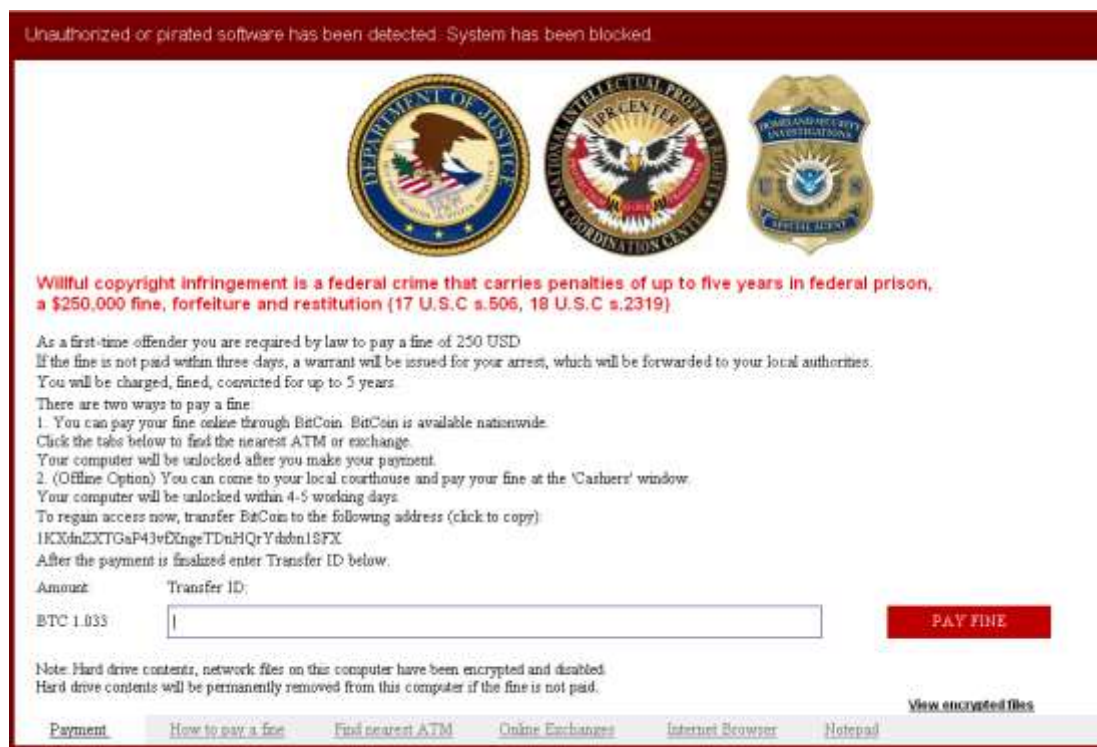 Unauthorized or pirated software has been detected. System has been blocked.
DEPARTMENT OF JUSTICE
NATIONAL INTELLECTUAL PROPERTY RIGHTS
IPR CENTER
COORDINATION CENTER
HOMELAND SECURITY
INVESTIGATIONS
U S
SPECIAL AGENT
Willful copyright infringement is a federal crime that carries penalties of up to five years in federal prison,
a $250,000 fine, forfeiture and restitution (17 U.S.C s.506, 18 U.S.C s.2319)
As a first-time offender you are required by law to pay a fine of 250 USD
If the fine is not paid within three days, a warrant will be issued for your arrest, which will be forwarded to your local authorities.
You will be charged, fined, convicted for up to 5 years.
There are two ways to pay a fine:
1. You can pay your fine online through BitCoin. BitCoin is available nationwide.
Click the tabs below to find the nearest ATM or exchange.
Your computer will be unlocked after you make your payment.
2. (Offline Option) You can come to your local courthouse and pay your fine at the 'Cashiers' window.
Your computer will be unlocked within 4-5 working days.
To regain access now, transfer BitCoin to the following address (click to copy):
After the payment is finalized enter Transfer ID below.
Amount: Transfer ID:
BTC 1.033 PAY FINE
Note: Hard drive contents, network files on this computer have been encrypted and disabled.
Hard drive contents will be permanently removed from this computer if the fine is not paid.
View encrypted files
Payment How to pay a fine Find nearest ATM Online Exchanges Internet Browser Notepad